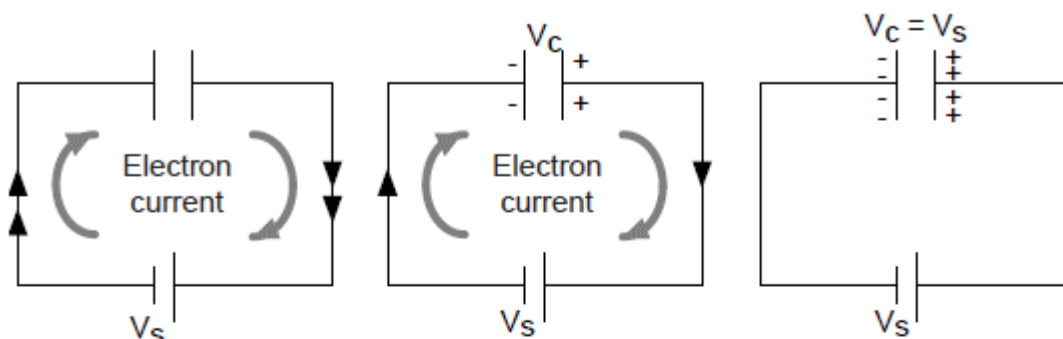 Electron
current
Vs
Vc
- +
- +
Electron
current
Vs
Vc = Vs
- +
- +
- +
- +
Vs